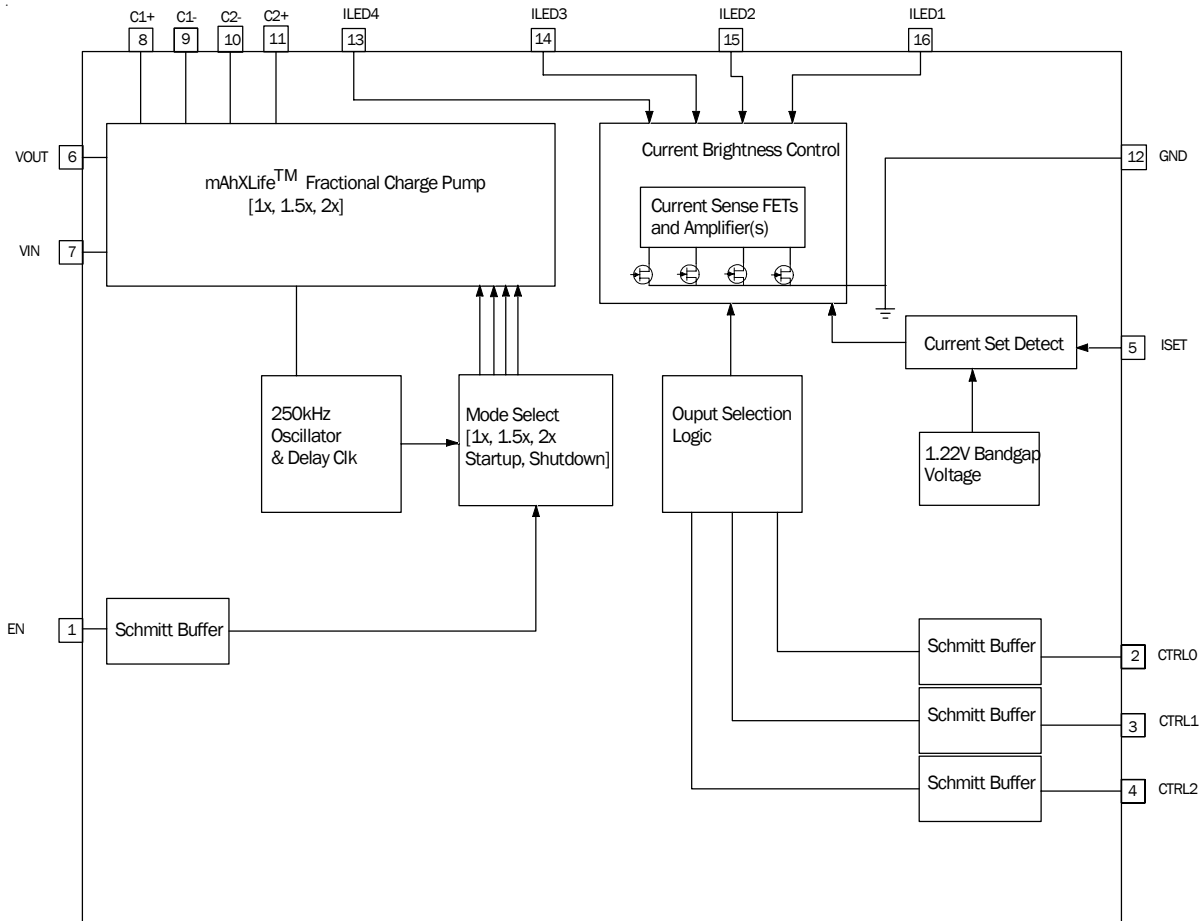 C1+ C1- C2- C2+ ILED4 ILED3 ILED2 ILED1
8 9 10 11 13 14 15 16
VOUT 6
mAhXLife™ Fractional Charge Pump
[1x, 1.5x, 2x]
VIN 7
Current Brightness Control
Current Sense FETs
and Amplifier(s)
12 GND
Current Set Detect
5 ISET
250kHz
Oscillator
& Delay Clk
Mode Select
[1x, 1.5x, 2x
Startup, Shutdown]
Ouput Selection
Logic
1.22V Bandgap
Voltage
EN 1
Schmitt Buffer
Schmitt Buffer
2 CTRL0
Schmitt Buffer
3 CTRL1
Schmitt Buffer
4 CTRL2